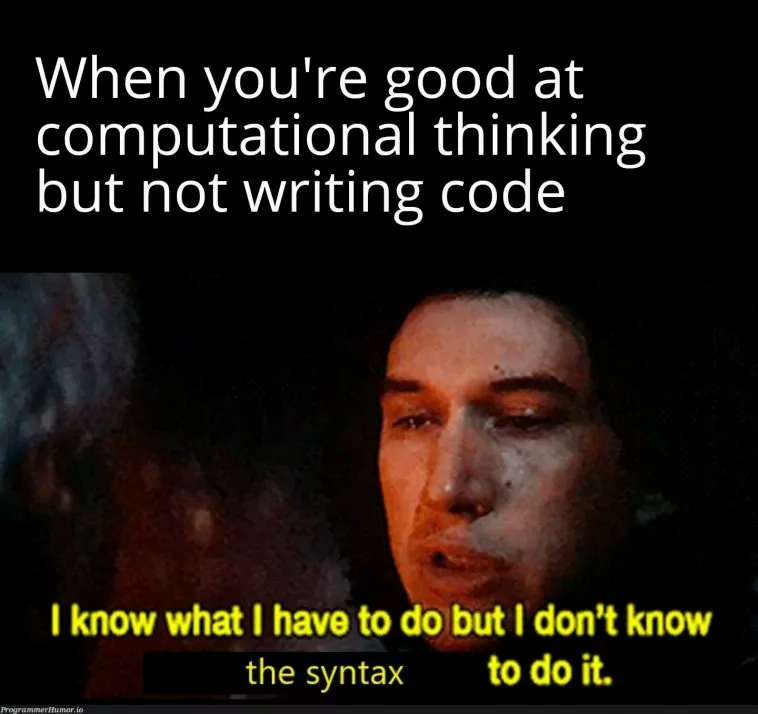 When you're good at
computational thinking
but not writing code
I know what I have to do but I don't know
the syntax to do it.
ProgrammerHumor.io